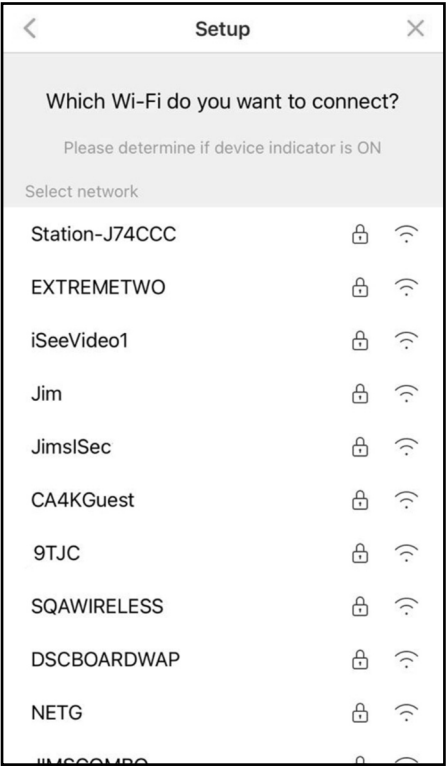 Setup
Which Wi-Fi do you want to connect?
Please determine if device indicator is ON
Select network
Station-J74CCC
EXTREMETWO
iSeeVideo1
Jim
JimsISec
CA4KGuest
9TJC
SQAWIRELESS
DSCBOARDWAP
NETG
JIMSCOMBO